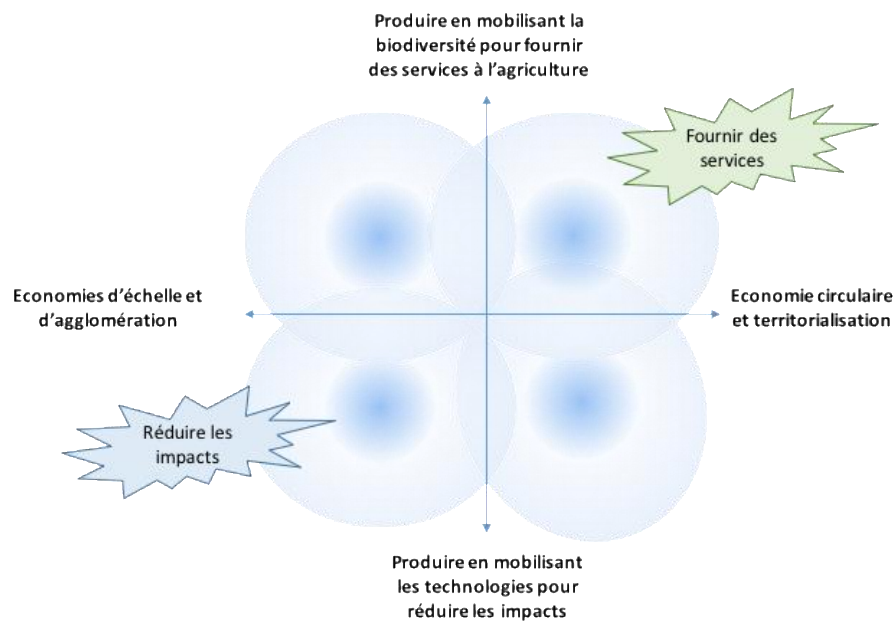 Produire en mobilisant la
biodiversité pour fournir
des services à l'agriculture
Fournir des
services
Economies d'échelle et
d'agglomération
Economie circulaire
et territorialisation
Réduire les
impacts
Produire en mobilisant
les technologies pour
réduire les impacts